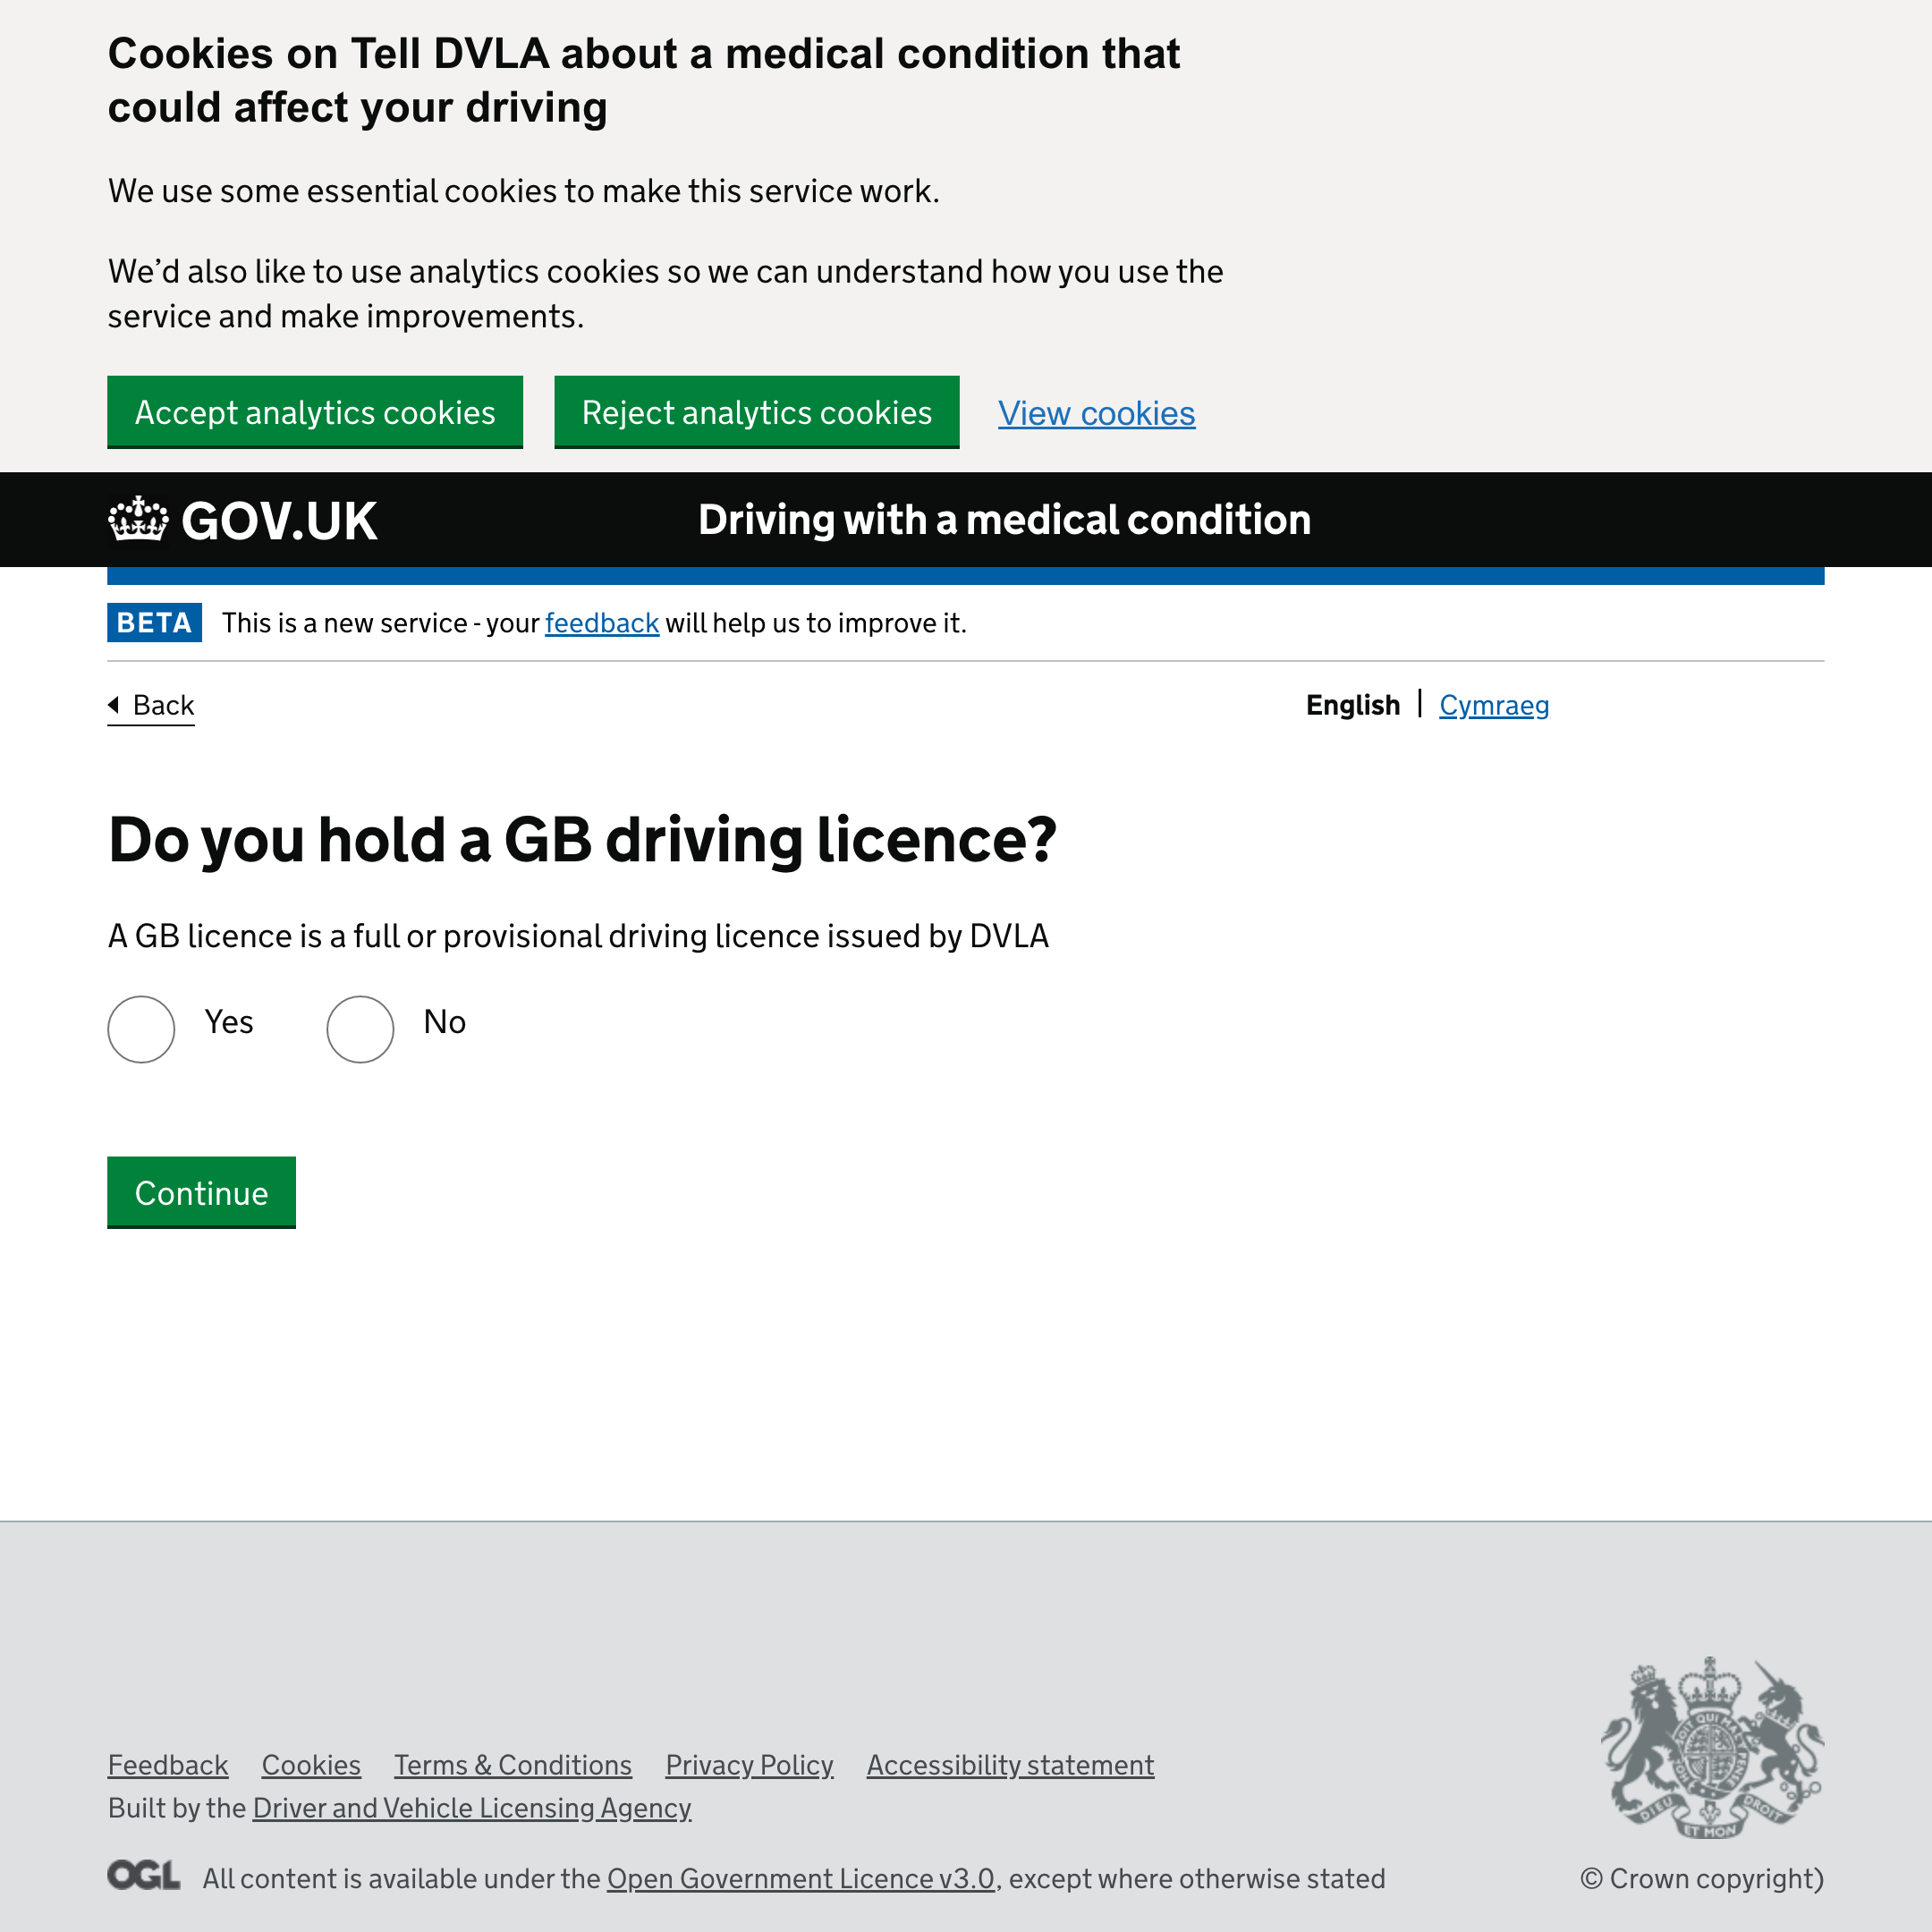 Cookies on Tell DVLA about a medical condition that
could affect your driving
We use some essential cookies to make this service work.
We’d also like to use analytics cookies so we can understand how you use the
service and make improvements.
Accept analytics cookies Reject analytics cookies View cookies
GOV.UK Driving with a medical condition
BETA This is a new service - your feedback will help us to improve it.
Back English | Cymraeg
Do you hold a GB driving licence?
A GB licence is a full or provisional driving licence issued by DVLA
Yes No
Continue
Feedback Cookies Terms & Conditions Privacy Policy Accessibility statement
Built by the Driver and Vehicle Licensing Agency
DIEU ET MON DROIT
OGL All content is available under the Open Government Licence v3.0, except where otherwise stated
© Crown copyright)